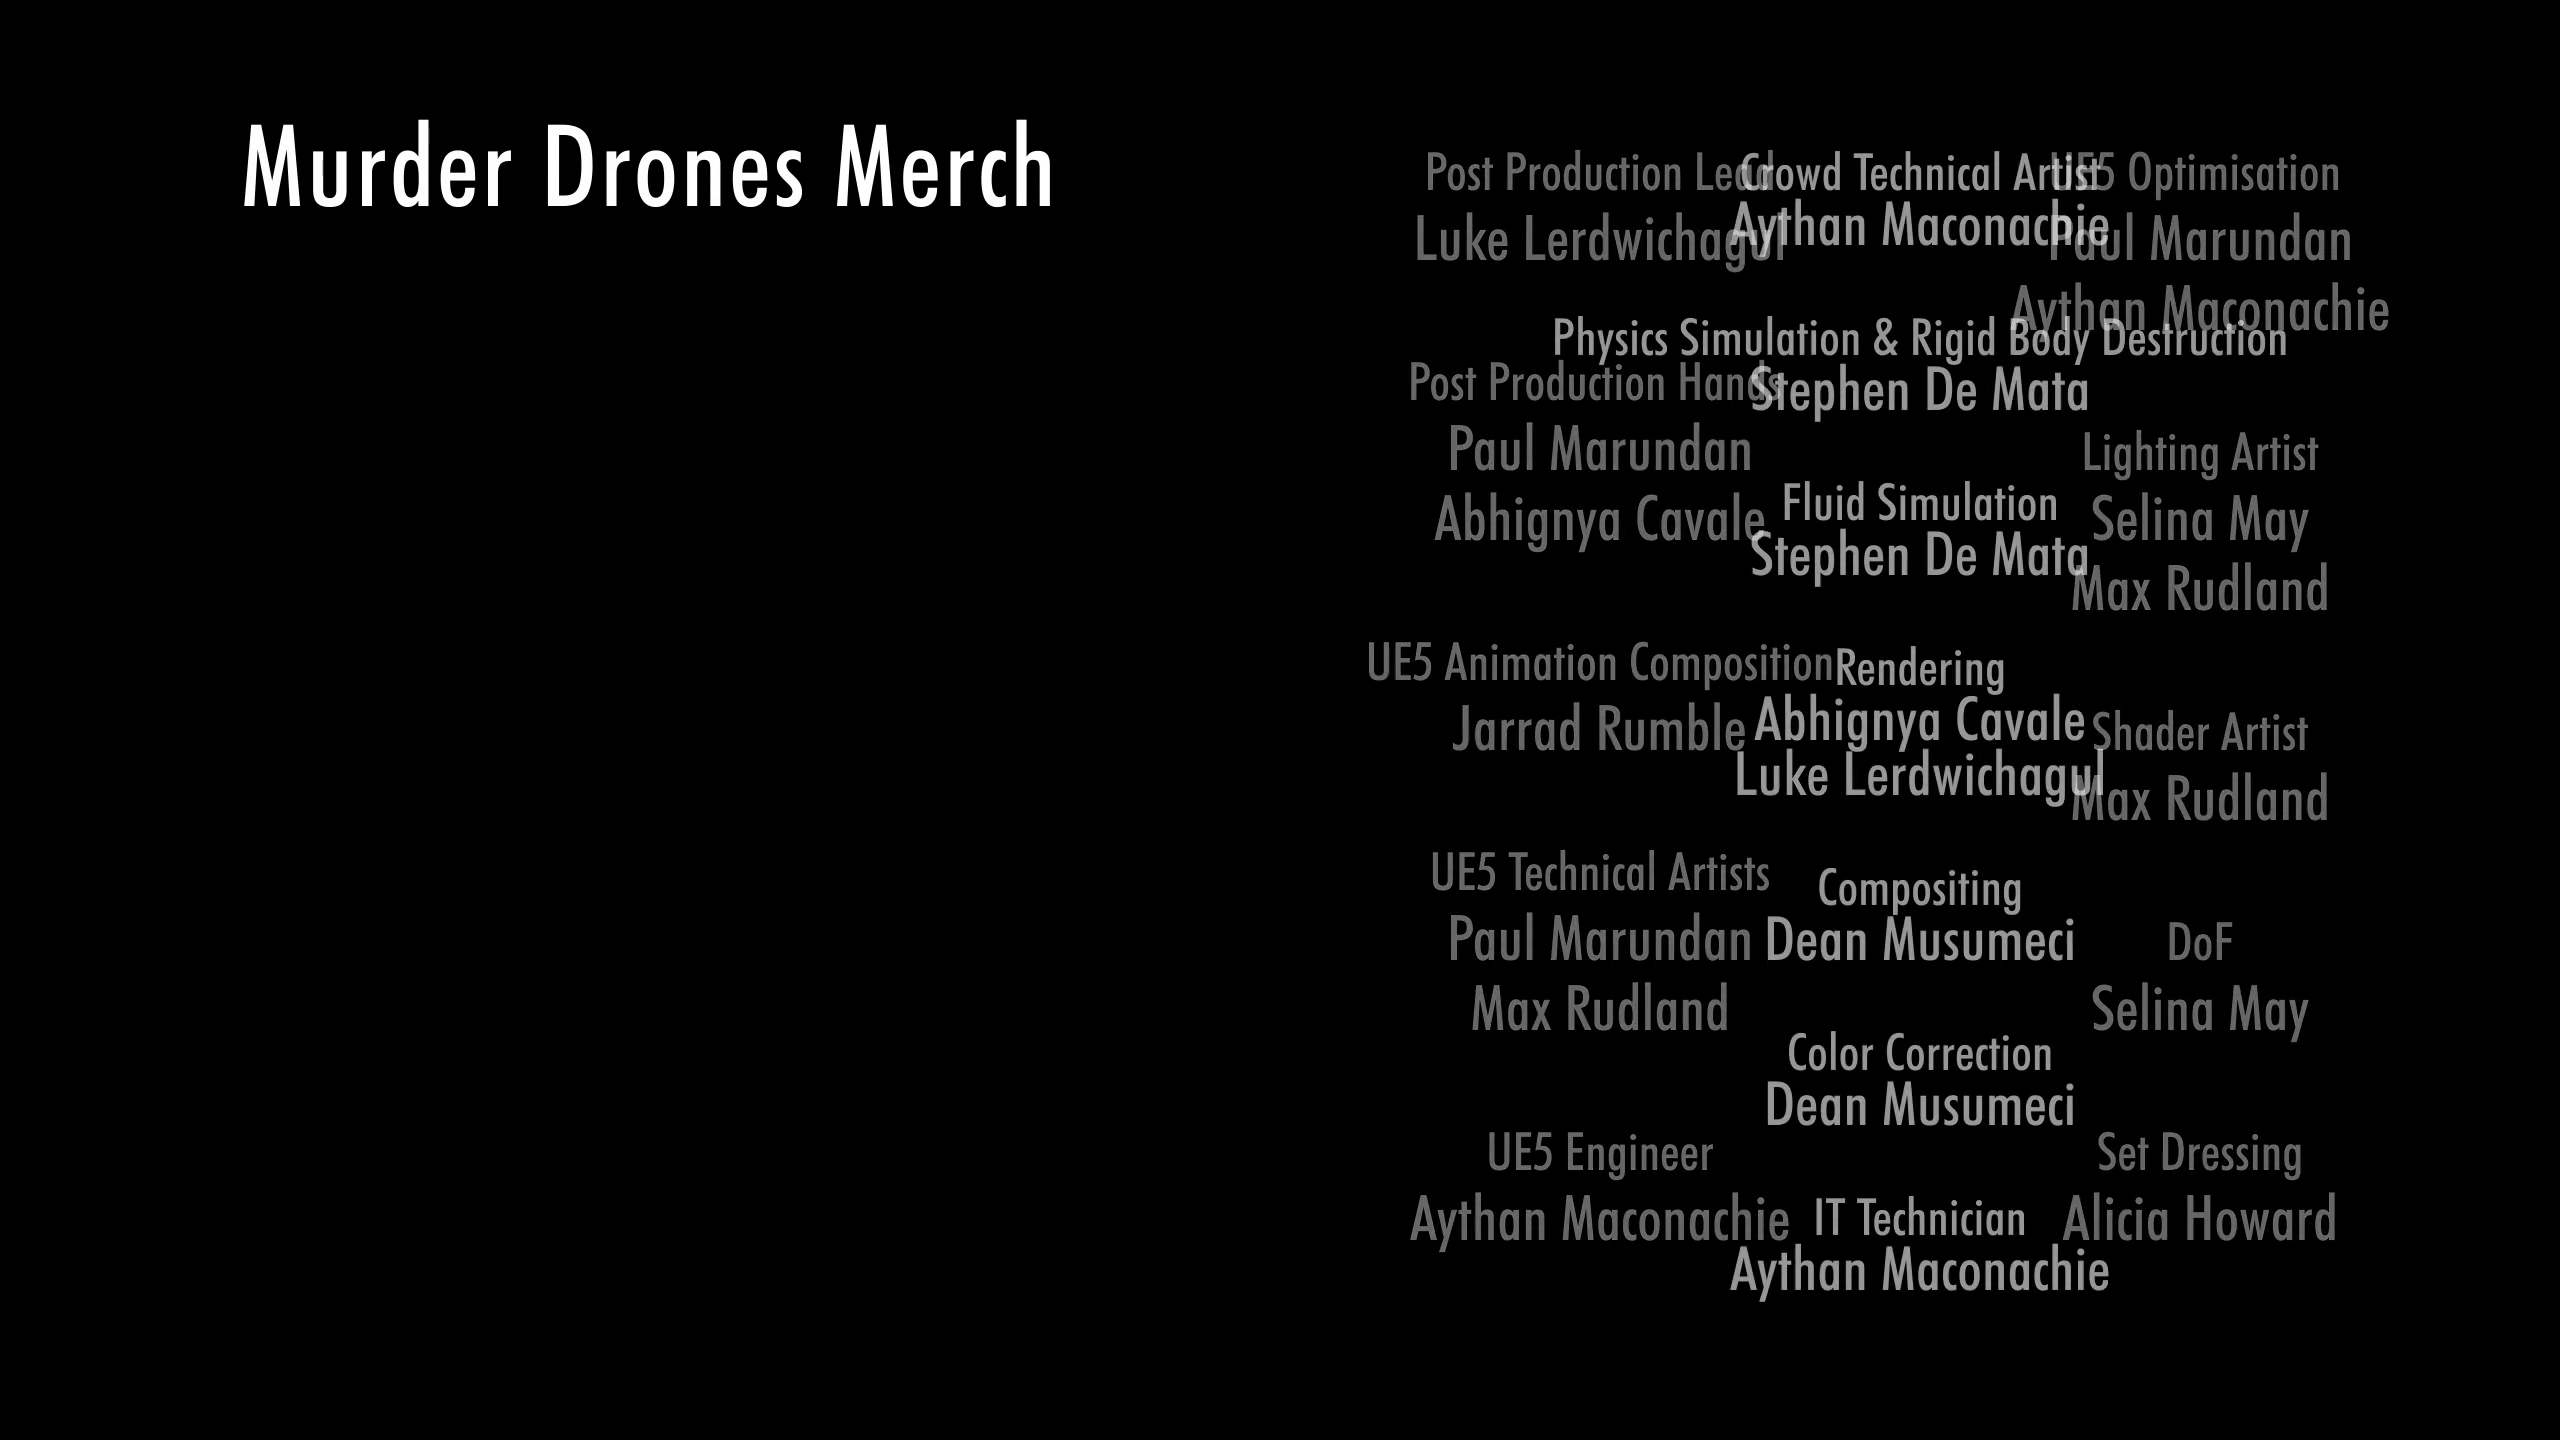 Murder Drones Merch
Post Production Lead
Luke Lerdwichagul
Post Production Hands
Paul Marundan
Abhignya Cavale
UE5 Animation Composition
Jarrad Rumble
UE5 Technical Artists
Paul Marundan
Max Rudland
UE5 Engineer
Aythan Maconachie
Crowd Technical Artist
Aythan Maconachie
Physics Simulation & Rigid Body Destruction
Stephen De Mata
Fluid Simulation
Stephen De Mata
Rendering
Abhignya Cavale
Luke Lerdwichagul
Compositing
Dean Musumeci
Color Correction
Dean Musumeci
IT Technician
Aythan Maconachie
UE5 Optimisation
Paul Marundan
Aythan Maconachie
Lighting Artist
Selina May
Max Rudland
Shader Artist
Max Rudland
DoF
Selina May
Set Dressing
Alicia Howard